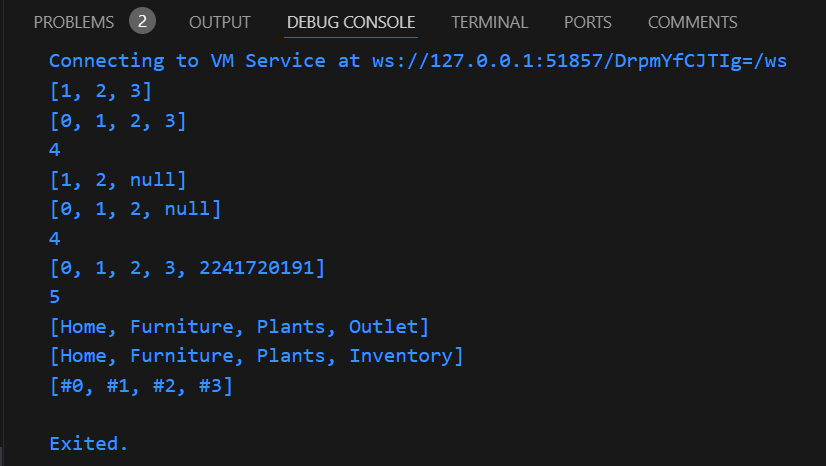 PROBLEMS 2 OUTPUT DEBUG CONSOLE TERMINAL PORTS COMMENTS
Connecting to VM Service at ws://127.0.0.1:51857/DrpmYfCJTIg=/ws
[1, 2, 3]
[0, 1, 2, 3]
4
[1, 2, null]
[0, 1, 2, null]
4
[0, 1, 2, 3, 2241720191]
5
[Home, Furniture, Plants, Outlet]
[Home, Furniture, Plants, Inventory]
[#0, #1, #2, #3]
Exited.